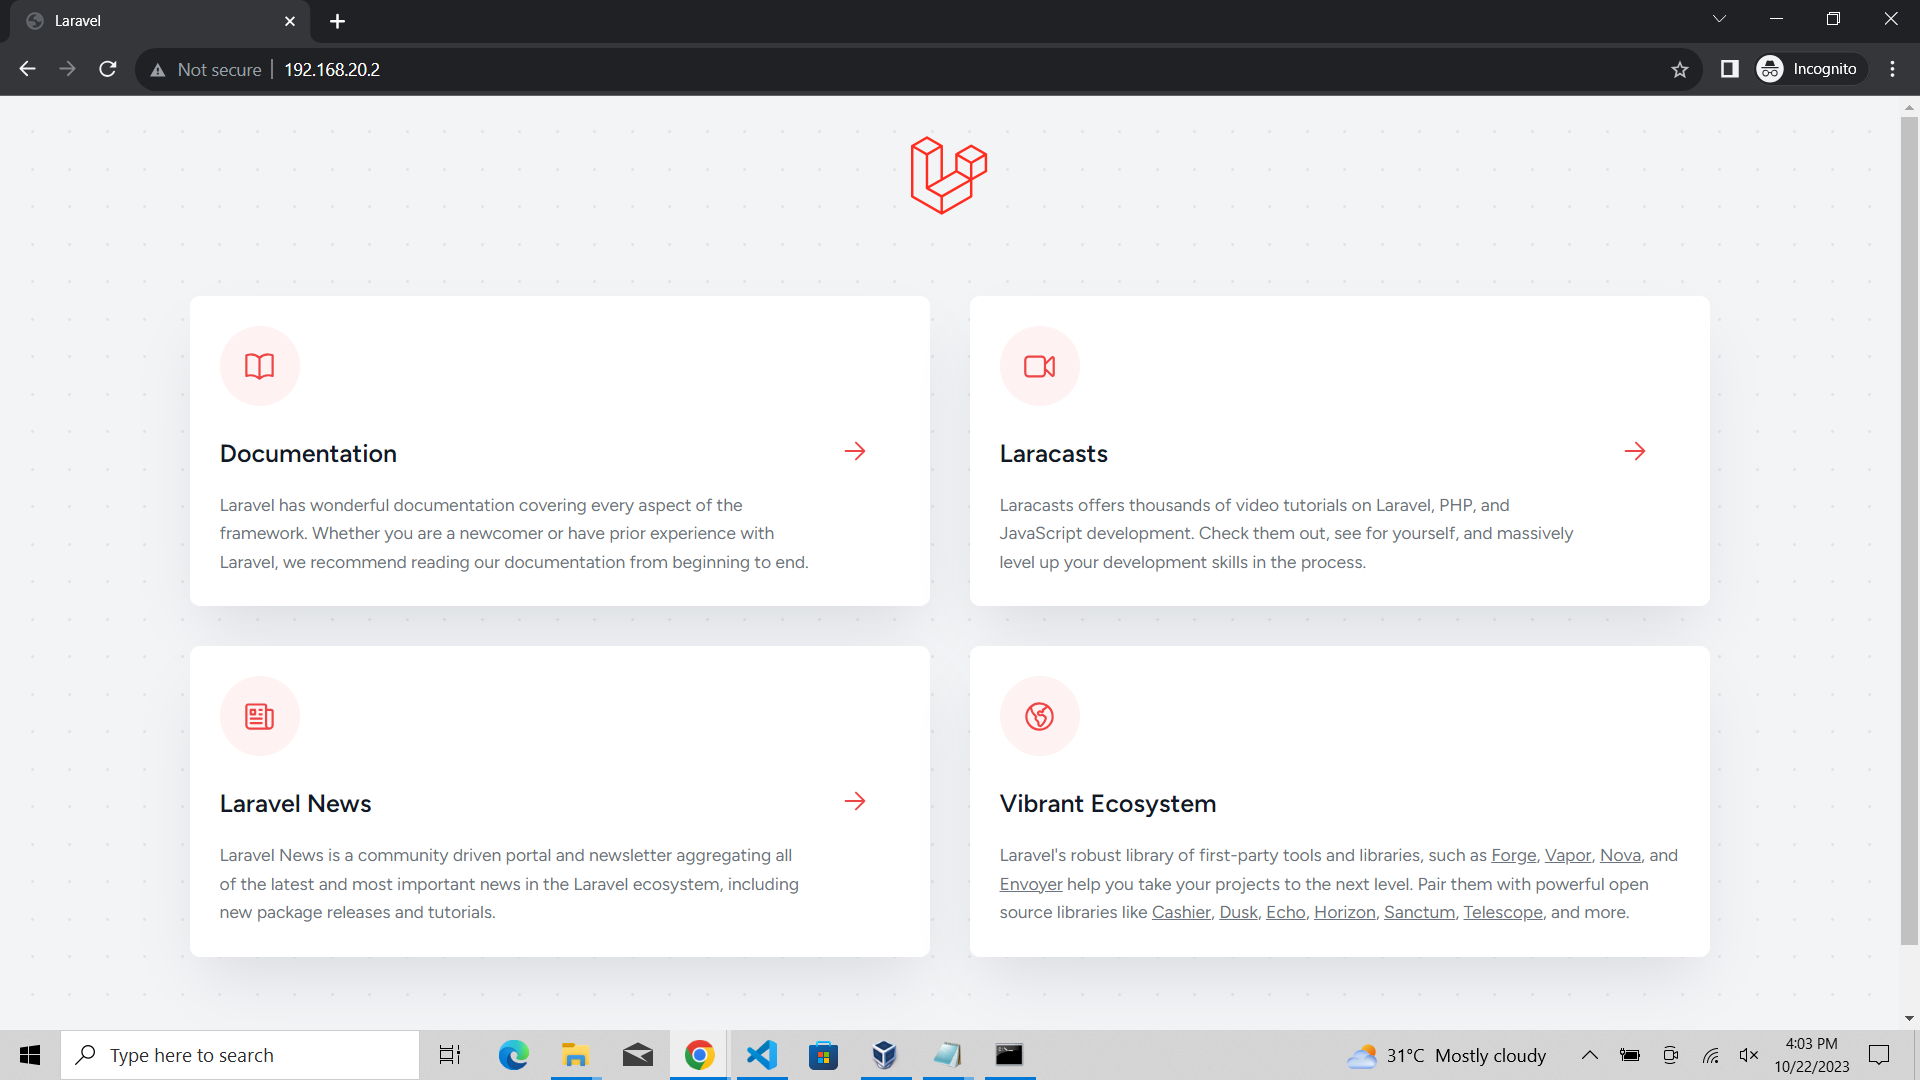 Laravel
Not secure
192.168.20.2
Incognito
Documentation
Laravel has wonderful documentation covering every aspect of the
framework. Whether you are a newcomer or have prior experience with
Laravel, we recommend reading our documentation from beginning to end.
Laracasts
Laracasts offers thousands of video tutorials on Laravel, PHP, and
JavaScript development. Check them out, see for yourself, and massively
level up your development skills in the process.
Laravel News
Laravel News is a community driven portal and newsletter aggregating all
of the latest and most important news in the Laravel ecosystem, including
new package releases and tutorials.
Vibrant Ecosystem
Laravel's robust library of first-party tools and libraries, such as Forge, Vapor, Nova, and
Envoyer help you take your projects to the next level. Pair them with powerful open
source libraries like Cashier, Dusk, Echo, Horizon, Sanctum, Telescope, and more.
Type here to search
31°C Mostly cloudy
4:03 PM
10/22/2023